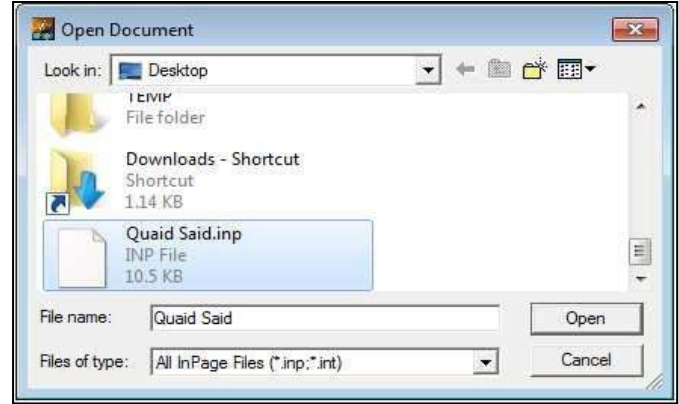 Open Document
Look in: Desktop
TEMP
File folder
Downloads - Shortcut
Shortcut
1.14 KB
Quaid Said.inp
INP File
10.5 KB
File name: Quaid Said Open
Files of type: All InPage Files (*.inp;*.int) Cancel